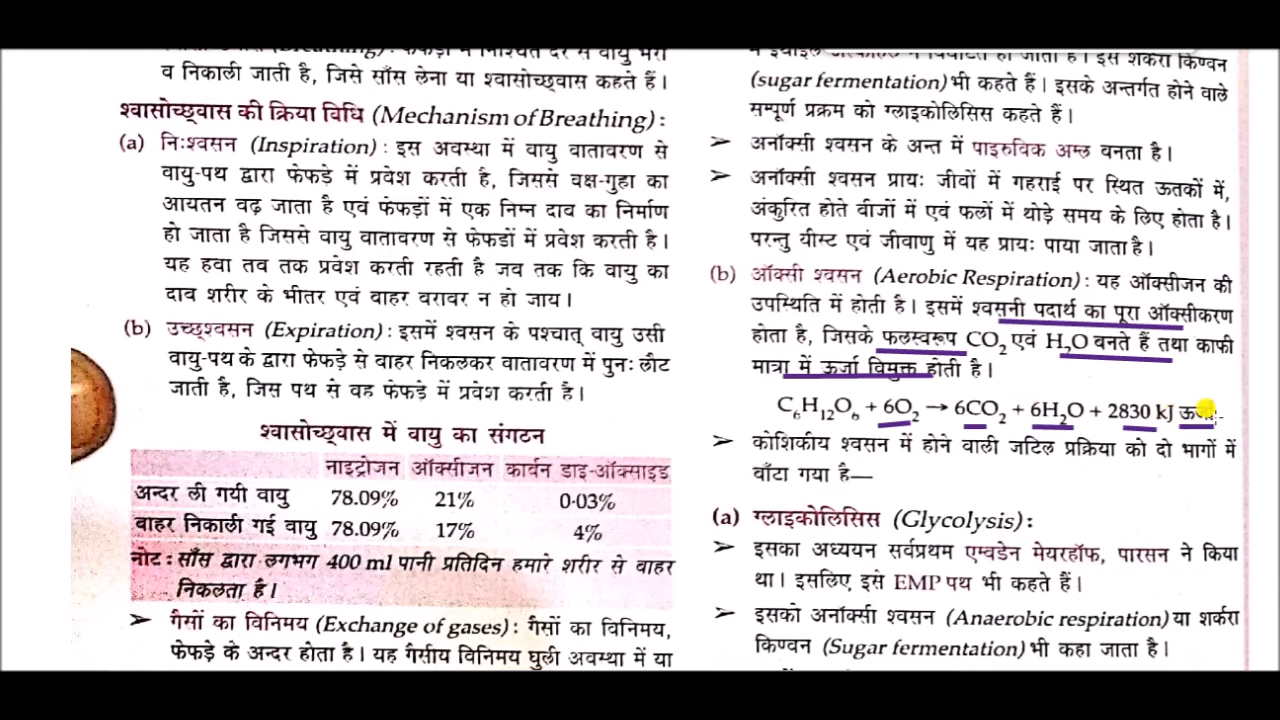 व निकाली जाती है, जिसे साँस लेना या श्वासोच्छ्वास कहते हैं।
श्वासोच्छ्वास की क्रिया विधि (Mechanism of Breathing) :
(a) निःश्वसन (Inspiration) : इस अवस्था में वायु वातावरण से
वायु-पथ द्वारा फेफड़े में प्रवेश करती है, जिससे वक्ष-गुहा का
आयतन बढ़ जाता है एवं फेफड़ों में एक निम्न दाब का निर्माण
हो जाता है जिससे वायु वातावरण से फेफडों में प्रवेश करती है।
यह हवा तब तक प्रवेश करती रहती है जब तक कि वायु का
दाब शरीर के भीतर एवं बाहर बराबर न हो जाय।
(b) उच्छ्श्वसन (Expiration) : इसमें श्वसन के पश्चात् वायु उसी
वायु-पथ के द्वारा फेफड़े से बाहर निकलकर वातावरण में पुनः लौट
जाती है, जिस पथ से वह फेफड़े में प्रवेश करती है।
श्वासोच्छ्वास में वायु का संगठन
नाइट्रोजन ऑक्सीजन कार्बन डाइ-ऑक्साइड
अन्दर ली गयी वायु 78.09% 21% 0·03%
बाहर निकाली गई वायु 78.09% 17% 4%
नोट : साँस द्वारा लगभग 400 ml पानी प्रतिदिन हमारे शरीर से बाहर
निकलता है।
➢ गैसों का विनिमय (Exchange of gases) : गैसों का विनिमय,
फेफड़े के अन्दर होता है। यह गैसीय विनिमय घुली अवस्था में या
(sugar fermentation) भी कहते हैं। इसके अन्तर्गत होने वाले
सम्पूर्ण प्रक्रम को ग्लाइकोलिसिस कहते हैं।
➢ अनॉक्सी श्वसन के अन्त में पाइरुविक अम्ल बनता है।
➢ अनॉक्सी श्वसन प्रायः जीवों में गहराई पर स्थित ऊतकों में,
अंकुरित होते बीजों में एवं फलों में थोड़े समय के लिए होता है।
परन्तु यीस्ट एवं जीवाणु में यह प्रायः पाया जाता है।
(b) ऑक्सी श्वसन (Aerobic Respiration) : यह ऑक्सीजन की
उपस्थिति में होती है। इसमें श्वसनी पदार्थ का पूरा ऑक्सीकरण
होता है, जिसके फलस्वरूप CO₂ एवं H₂O बनते हैं तथा काफी
मात्रा में ऊर्जा विमुक्त होती है।
C₆H₁₂O₆ + 6O₂ → 6CO₂ + 6H₂O + 2830 kJ
➢ कोशिकीय श्वसन में होने वाली जटिल प्रक्रिया को दो भागों में
बाँटा गया है—
(a) ग्लाइकोलिसिस (Glycolysis) :
➢ इसका अध्ययन सर्वप्रथम एम्बडेन मेयरहॉफ, पारसन ने किया
था। इसलिए इसे EMP पथ भी कहते हैं।
➢ इसको अनॉक्सी श्वसन (Anaerobic respiration) या शर्करा
किण्वन (Sugar fermentation) भी कहा जाता है।